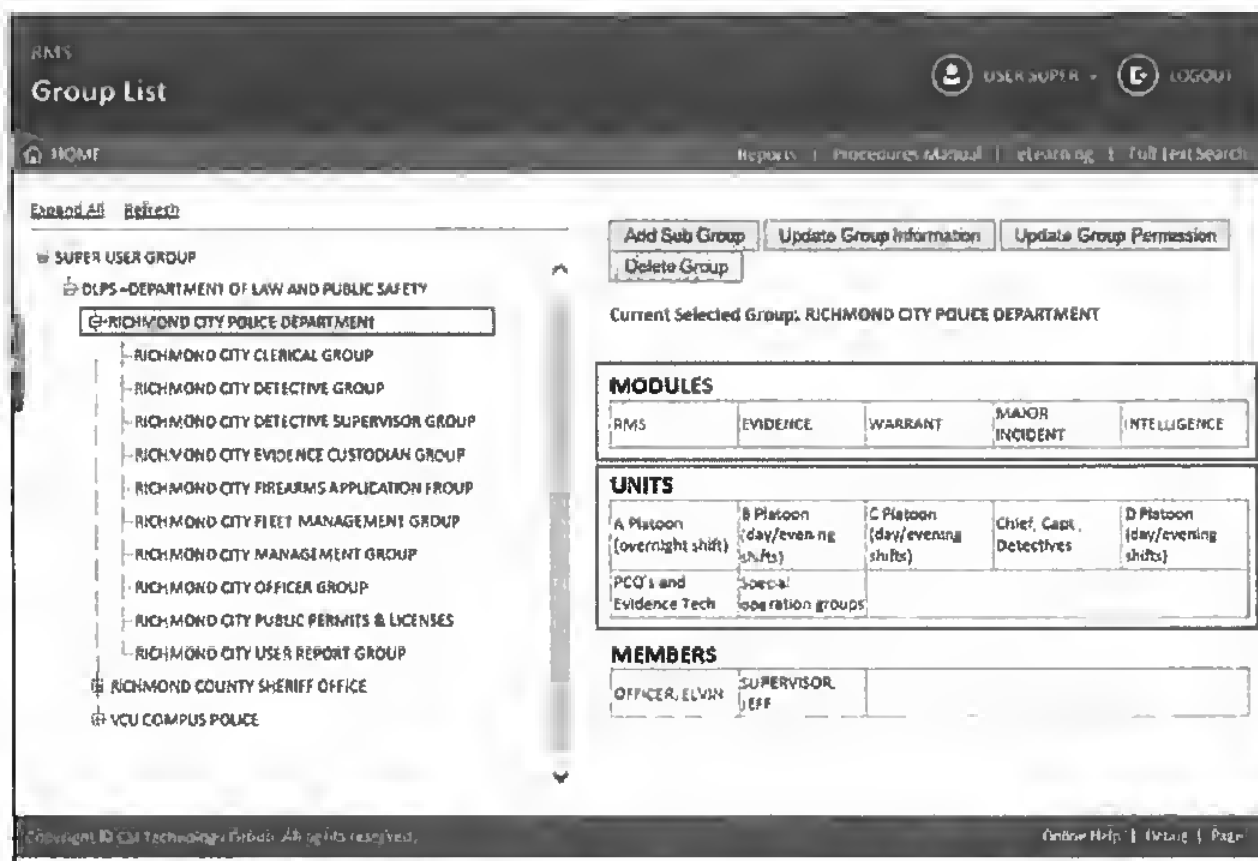 RMS
Group List
USER SUPER
LOGOUT
HOME
Reports | Procedures Manual | eLearning | Full Text Search
Expand All Refresh
SUPER USER GROUP
DLPS -DEPARTMENT OF LAW AND PUBLIC SAFETY
RICHMOND CITY POLICE DEPARTMENT
RICHMOND CITY CLERICAL GROUP
RICHMOND CITY DETECTIVE GROUP
RICHMOND CITY DETECTIVE SUPERVISOR GROUP
RICHMOND CITY EVIDENCE CUSTODIAN GROUP
RICHMOND CITY FIREARMS APPLICATION FROUP
RICHMOND CITY FLEET MANAGEMENT GROUP
RICHMOND CITY MANAGEMENT GROUP
RICHMOND CITY OFFICER GROUP
RICHMOND CITY PUBLIC PERMITS & LICENSES
RICHMOND CITY USER REPORT GROUP
RICHMOND COUNTY SHERIFF OFFICE
VCU COMPUS POLICE
Add Sub Group Update Group Information Update Group Permission
Delete Group
Current Selected Group: RICHMOND CITY POLICE DEPARTMENT
MODULES
RMS EVIDENCE WARRANT MAJOR INCIDENT INTELLIGENCE
UNITS
A Platoon (overnight shift) B Platoon (day/evening shifts) C Platoon (day/evening shifts) Chief, Capt, Detectives D Platoon (day/evening shifts)
PCO's and Evidence Tech Special operation groups
MEMBERS
OFFICER, ELVIN SUPERVISOR, JEFF
Copyright © CSI Technology Group. All rights reserved.
Online Help | Debug | Page